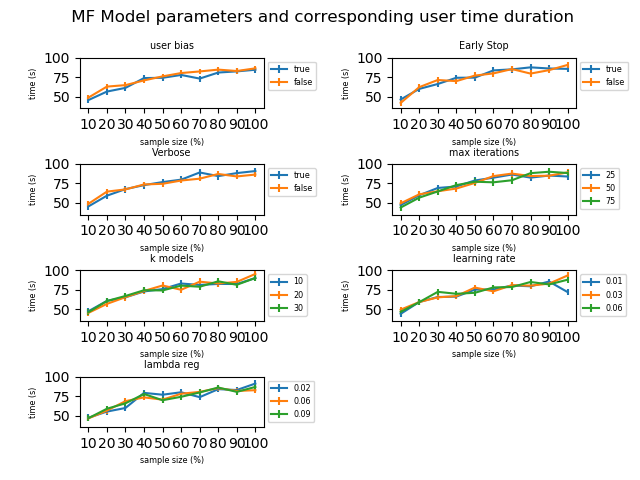 MF Model parameters and corresponding user time duration
user bias
time (s)
100
75
50
10 20 30 40 50 60 70 80 90 100
sample size (%)
true
false
Early Stop
time (s)
100
75
50
10 20 30 40 50 60 70 80 90 100
sample size (%)
true
false
Verbose
time (s)
100
75
50
10 20 30 40 50 60 70 80 90 100
sample size (%)
true
false
max iterations
time (s)
100
75
50
10 20 30 40 50 60 70 80 90 100
sample size (%)
25
50
75
k models
time (s)
100
75
50
10 20 30 40 50 60 70 80 90 100
sample size (%)
10
20
30
learning rate
time (s)
100
75
50
10 20 30 40 50 60 70 80 90 100
sample size (%)
0.01
0.03
0.06
lambda reg
time (s)
100
75
50
10 20 30 40 50 60 70 80 90 100
sample size (%)
0.02
0.06
0.09